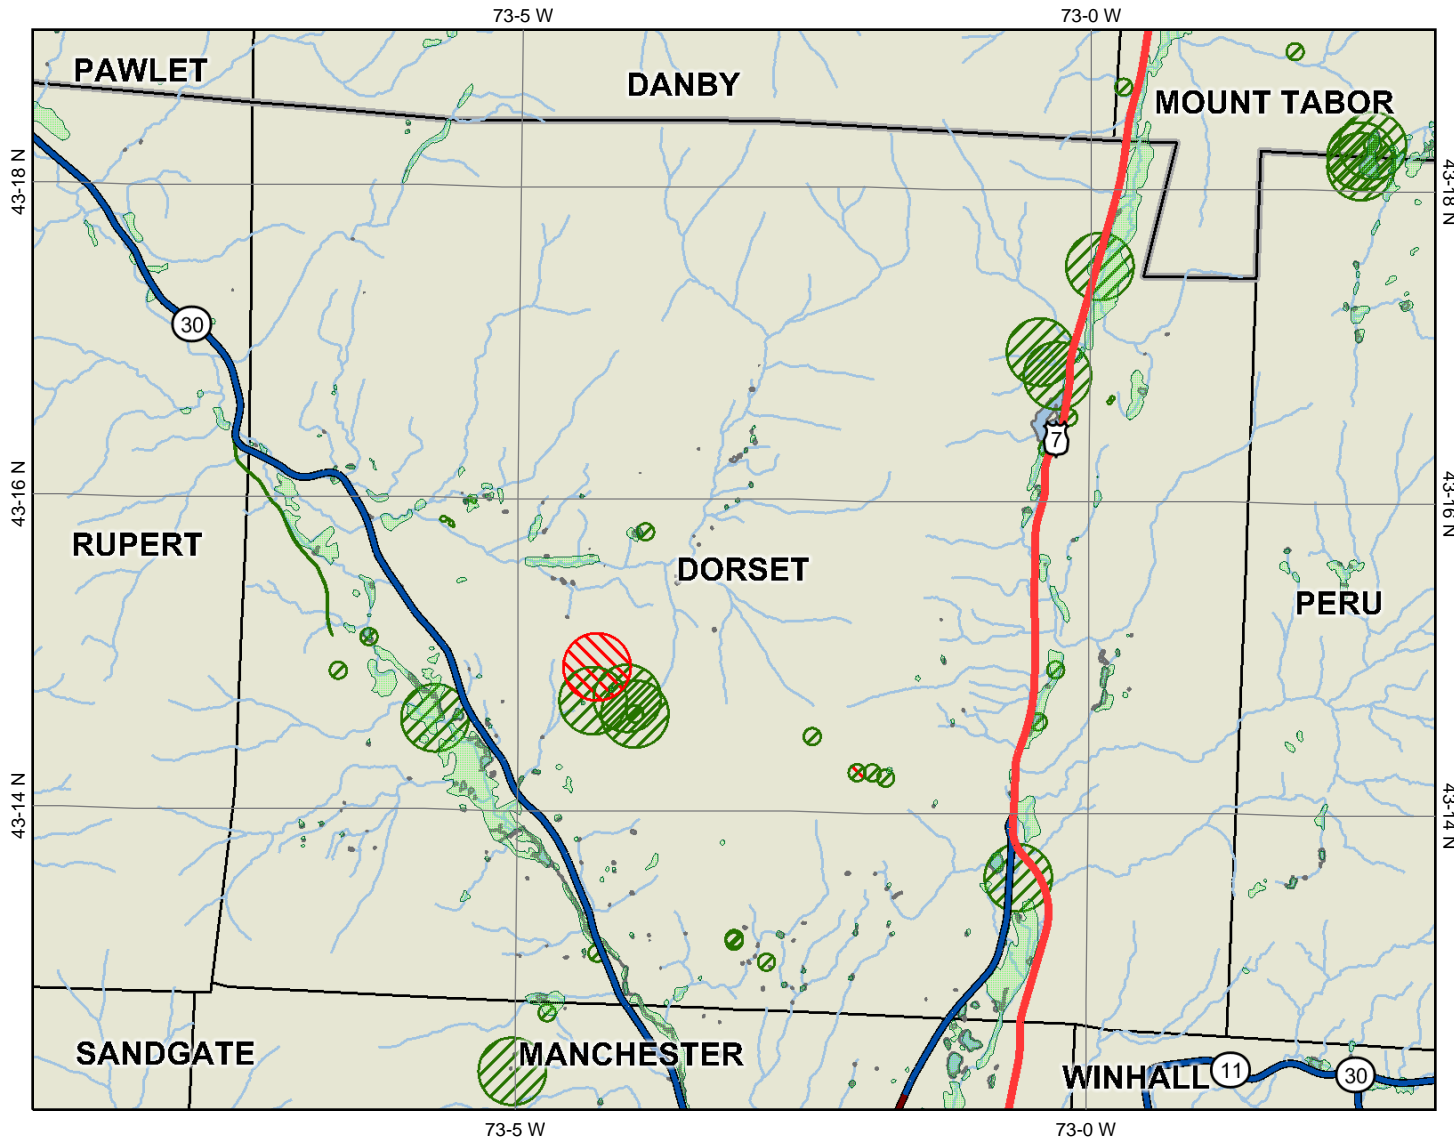 73-5 W
73-0 W
PAWLET
DANBY
MOUNT TABOR
43-18 N
43-18 N
30
7
43-16 N
43-16 N
RUPERT
DORSET
PERU
43-14 N
43-14 N
SANDGATE
MANCHESTER
WINHALL
11
30
73-5 W
73-0 W